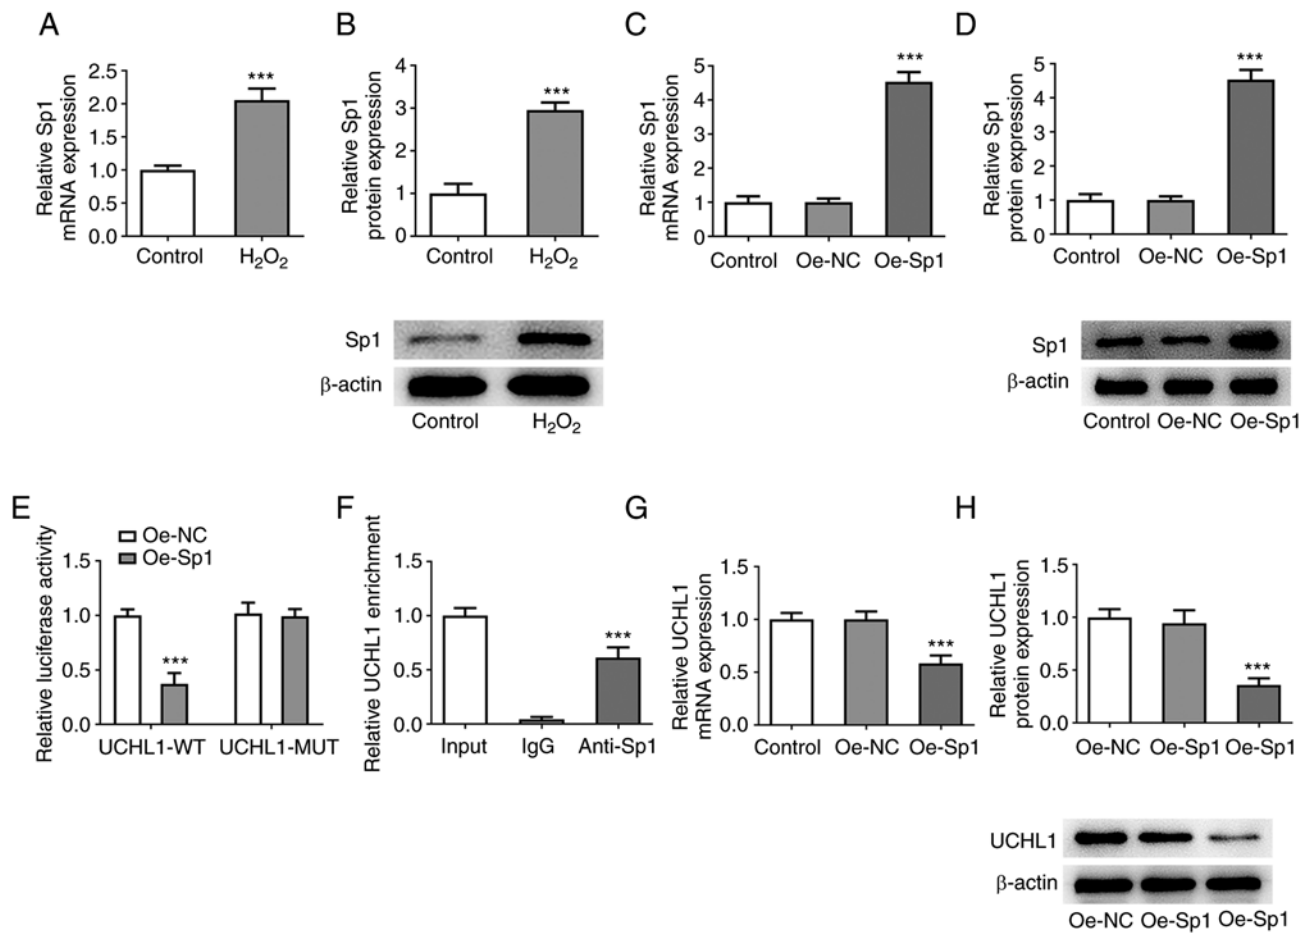 A
Relative Sp1
mRNA expression
2.5
2.0
1.5
1.0
0.5
0.0
***
Control
H₂O₂
B
Relative Sp1
protein expression
4
3
2
1
0
***
Control
H₂O₂
Sp1
β-actin
Control
H₂O₂
C
Relative Sp1
mRNA expression
5
4
3
2
1
0
***
Control
Oe-NC
Oe-Sp1
D
Relative Sp1
protein expression
5
4
3
2
1
0
***
Control
Oe-NC
Oe-Sp1
Sp1
β-actin
Control
Oe-NC
Oe-Sp1
E
Relative luciferase activity
Oe-NC
Oe-Sp1
1.5
1.0
0.5
0.0
***
UCHL1-WT
UCHL1-MUT
F
Relative UCHL1 enrichment
1.5
1.0
0.5
0.0
***
Input
IgG
Anti-Sp1
G
Relative UCHL1
mRNA expression
1.5
1.0
0.5
0.0
***
Control
Oe-NC
Oe-Sp1
H
Relative UCHL1
protein expression
1.5
1.0
0.5
0.0
***
Oe-NC
Oe-Sp1
Oe-Sp1
UCHL1
β-actin
Oe-NC
Oe-Sp1
Oe-Sp1